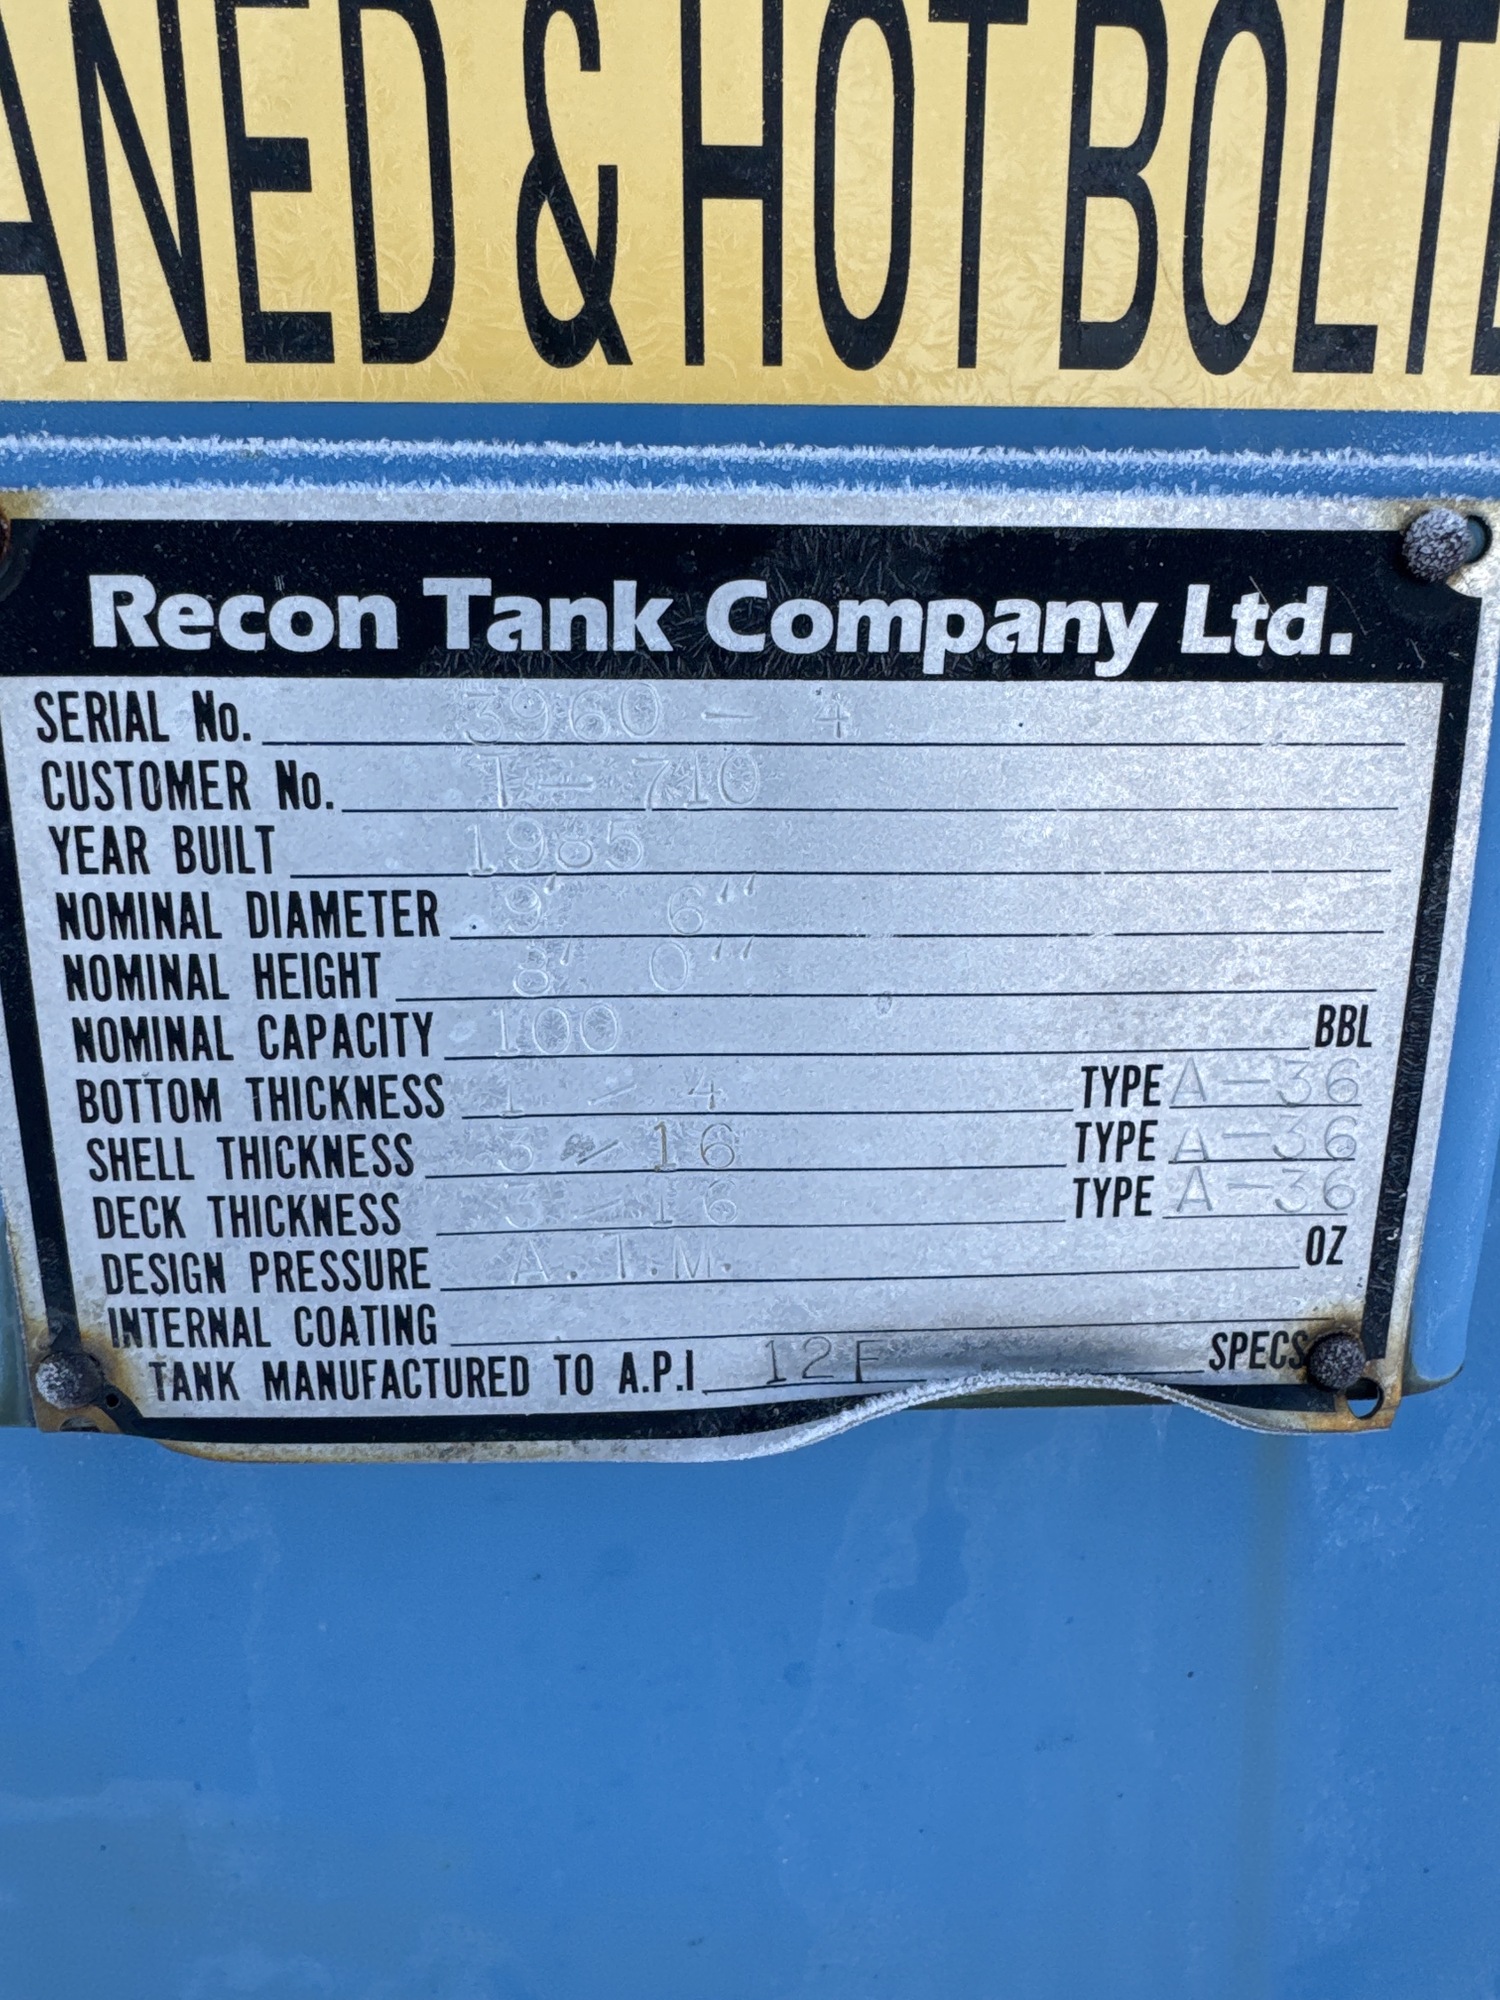 ANED & HOT BOLTE
Recon Tank Company Ltd.
SERIAL No. 3960 - 4
CUSTOMER No. T - 710
YEAR BUILT 1985
NOMINAL DIAMETER 9' 6"
NOMINAL HEIGHT 8' 0"
NOMINAL CAPACITY 100 BBL
BOTTOM THICKNESS 1 - 4 TYPE A-36
SHELL THICKNESS 3 - 16 TYPE A-36
DECK THICKNESS 3 - 16 TYPE A-36
DESIGN PRESSURE A.T.M. OZ
INTERNAL COATING
TANK MANUFACTURED TO A.P.I 12F SPECS